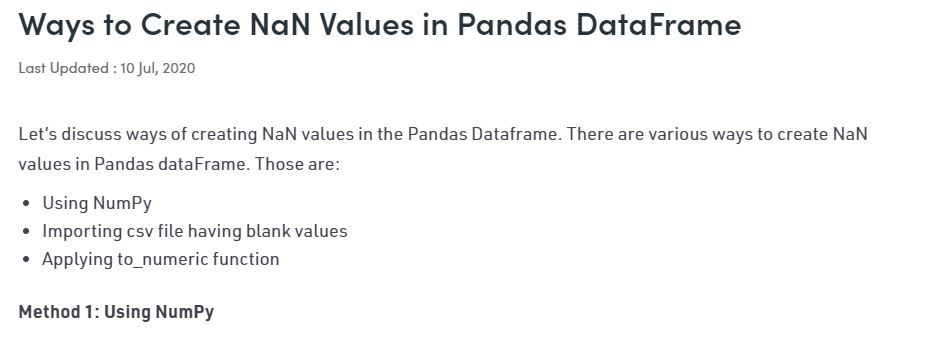 Ways to Create NaN Values in Pandas DataFrame
Last Updated : 10 Jul, 2020
Let’s discuss ways of creating NaN values in the Pandas Dataframe. There are various ways to create NaN
values in Pandas dataFrame. Those are:
• Using NumPy
• Importing csv file having blank values
• Applying to_numeric function
Method 1: Using NumPy